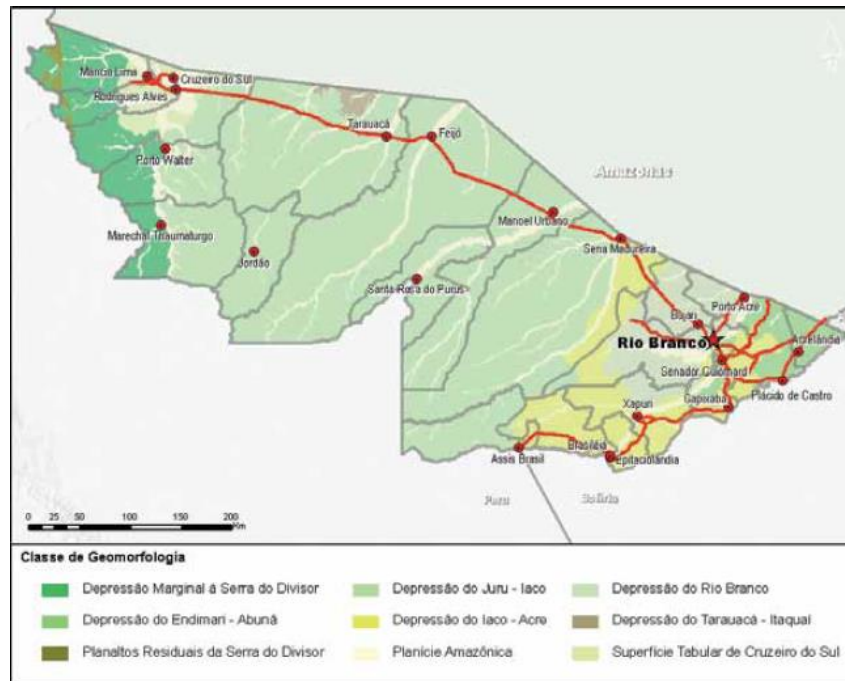 Mâncio Lima
Cruzeiro do Sul
Rodrigues Alves
Tarauacá
Feijó
Porto Walter
Amazonas
Manoel Urbano
Marechal Thaumaturgo
Sena Madureira
Jordão
Santa Rosa do Purus
Porto Acre
Bujari
Rio Branco
Acrelândia
Senador Guiomard
Plácido de Castro
Capixaba
Xapuri
Brasiléia
Assis Brasil
Epitaciolândia
Peru
Bolívia
0 25 50 100 150 200
Km
Classe de Geomorfologia
Depressão Marginal à Serra do Divisor
Depressão do Juru - Iaco
Depressão do Rio Branco
Depressão do Endimari - Abunã
Depressão do Iaco - Acre
Depressão do Tarauacá - Itaquaí
Planaltos Residuais da Serra do Divisor
Planície Amazônica
Superfície Tabular de Cruzeiro do Sul